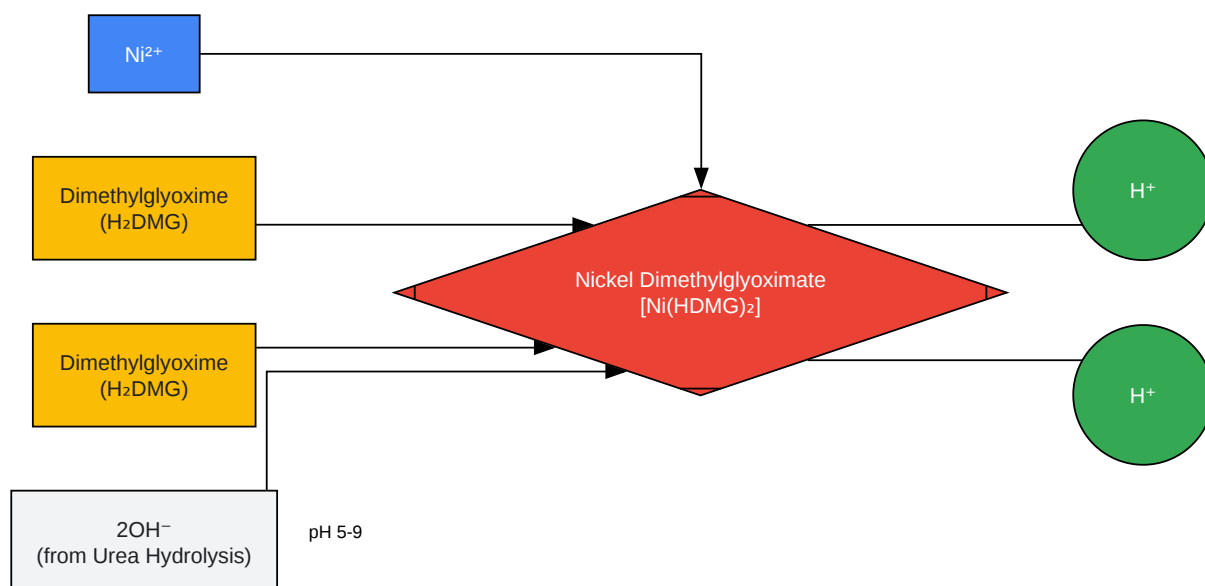 Ni²⁺
Dimethylglyoxime
(H₂DMG)
H⁺
Nickel Dimethylglyoximate
[Ni(HDMG)₂]
Dimethylglyoxime
(H₂DMG)
H⁺
2OH⁻
(from Urea Hydrolysis)
pH 5-9